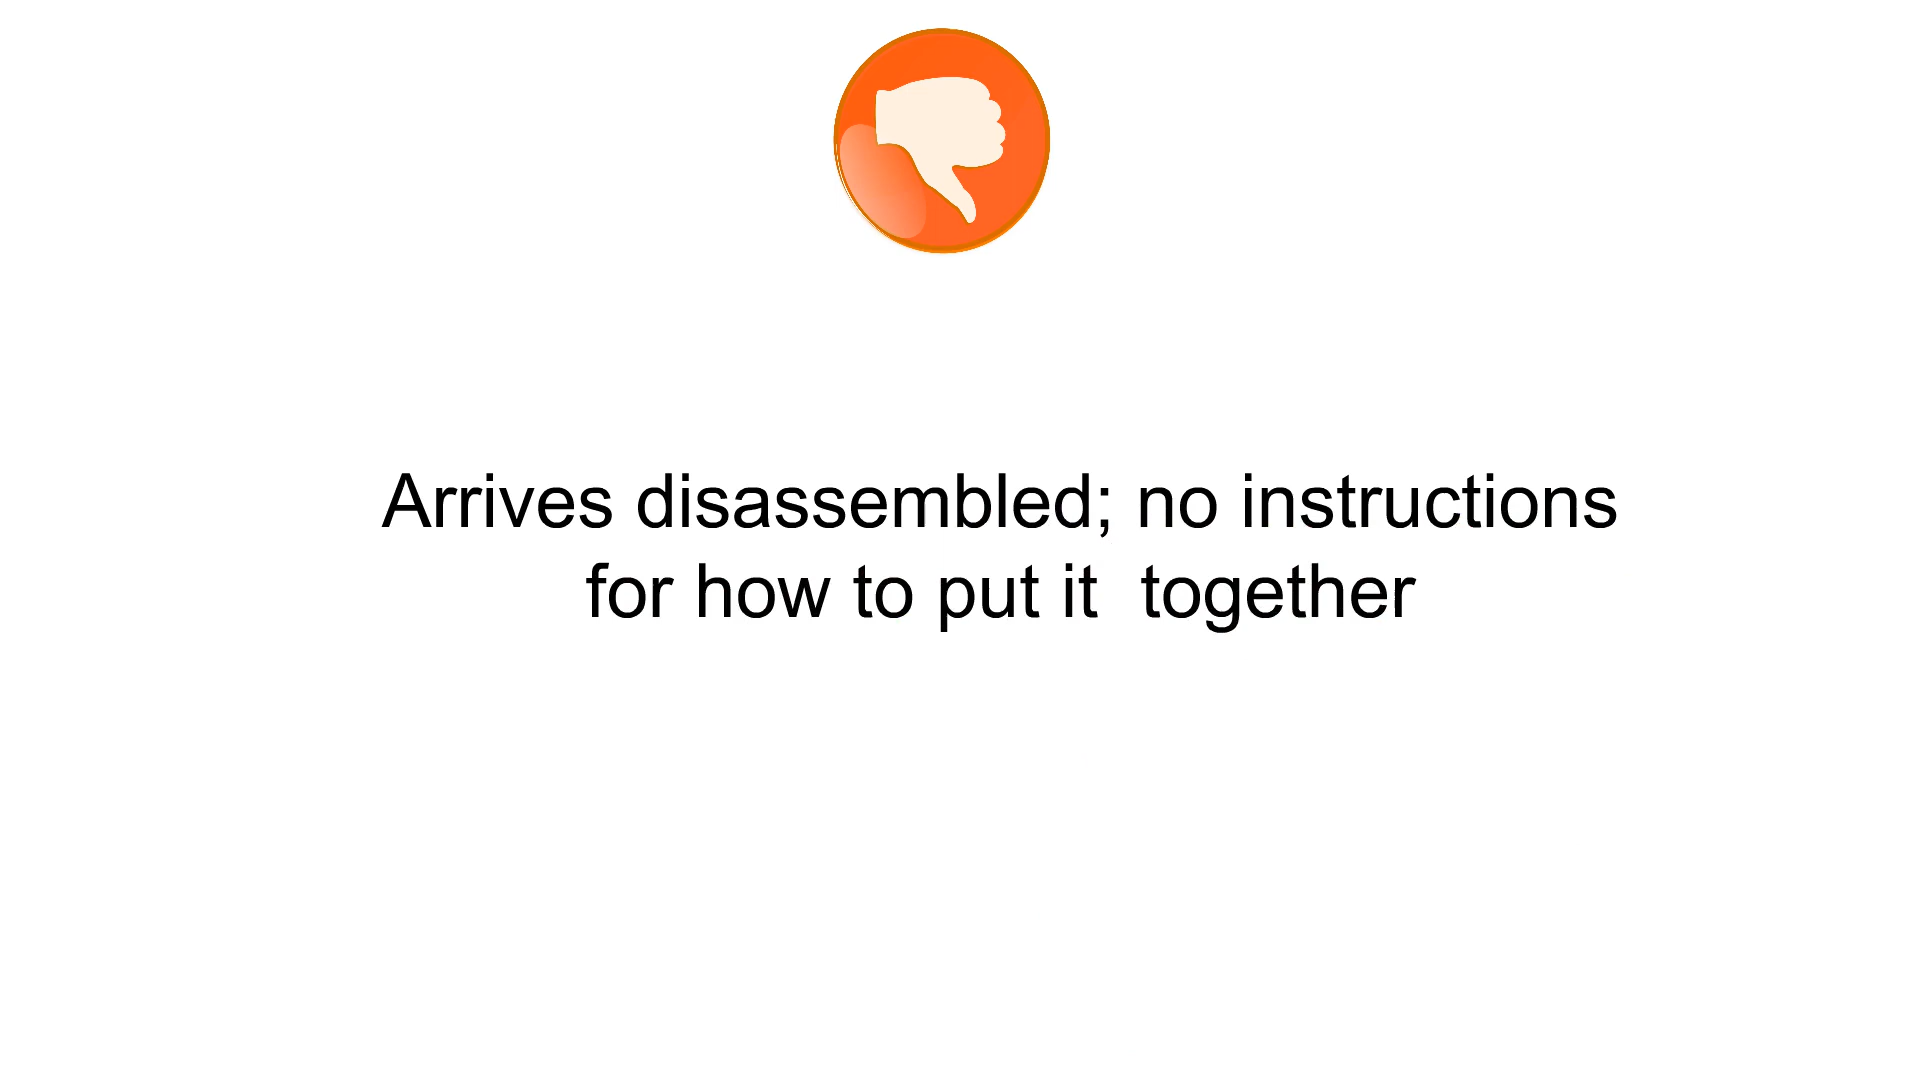 Arrives disassembled; no instructions
for how to put it  together